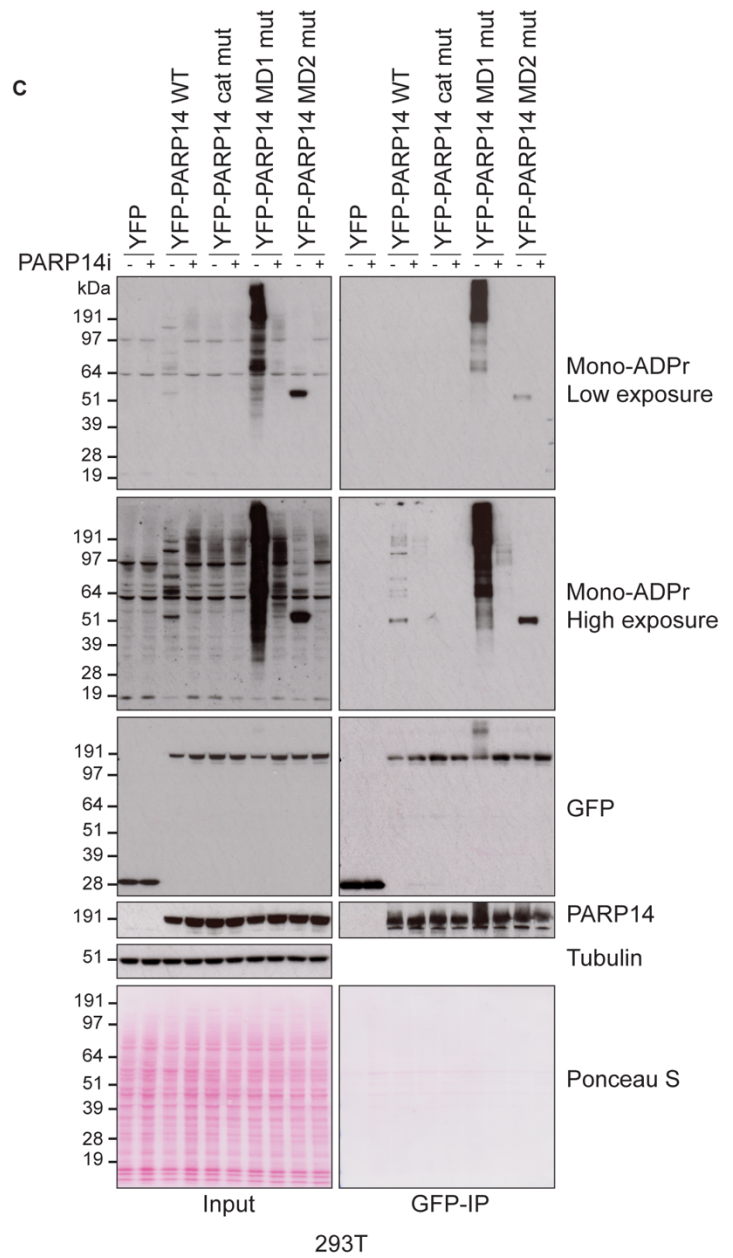 C
YFP
YFP-PARP14 WT
YFP-PARP14 cat mut
YFP-PARP14 MD1 mut
YFP-PARP14 MD2 mut
YFP
YFP-PARP14 WT
YFP-PARP14 cat mut
YFP-PARP14 MD1 mut
YFP-PARP14 MD2 mut
PARP14i - + - + - + - + - + - + - + - + - + - +
kDa
191
97
64
51
39
28
19
Mono-ADPr
Low exposure
191
97
64
51
39
28
19
Mono-ADPr
High exposure
191
97
64
51
39
28
GFP
191
PARP14
51
Tubulin
191
97
64
51
39
28
19
Ponceau S
Input GFP-IP
293T